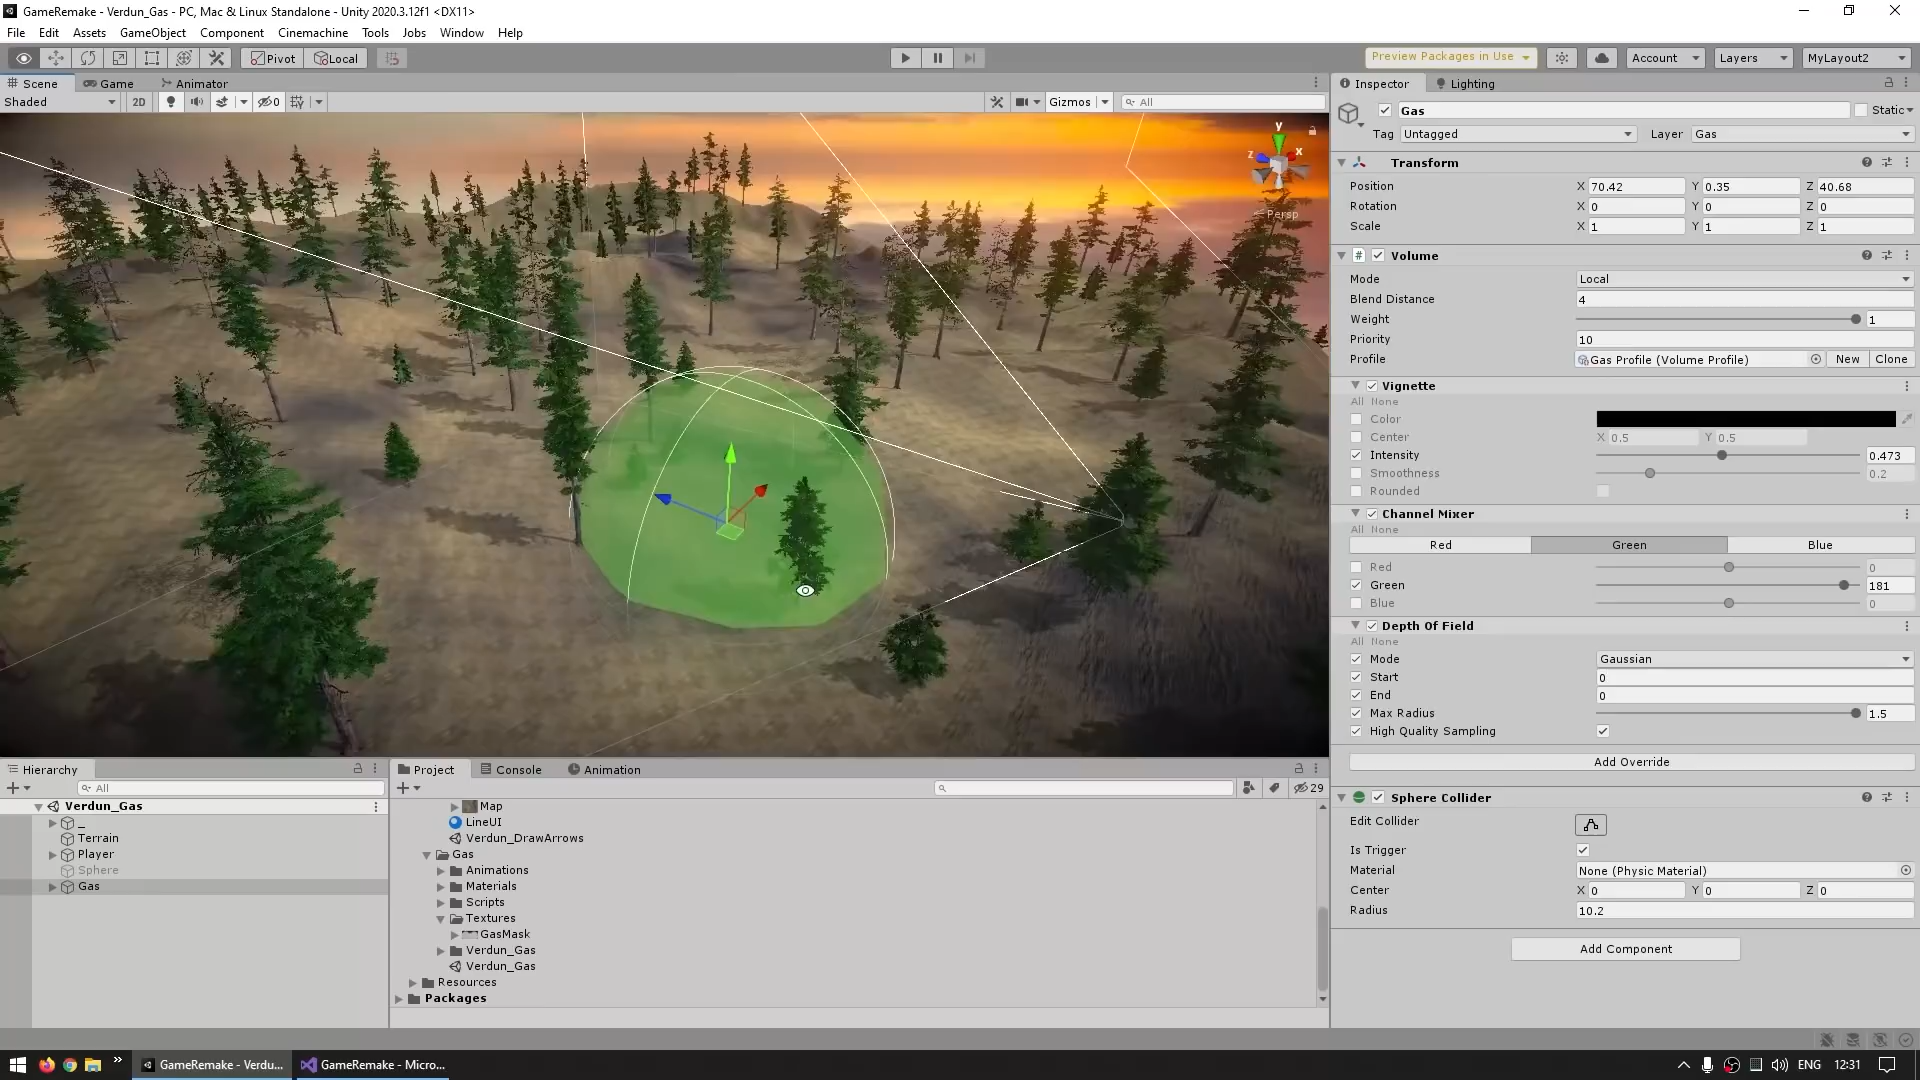 GameRemake - Verdun_Gas - PC, Mac & Linux Standalone - Unity 2020.3.12f1 <DX11>
File Edit Assets GameObject Component Cinemachine Tools Jobs Window Help
Pivot Local Preview Packages in Use Account Layers MyLayout2
Scene Game Animator
Shaded 2D 0 Gizmos All
y
z x
Persp
Inspector Lighting
Gas Static
Tag Untagged Layer Gas
Transform
Position X 70.42 Y 0.35 Z 40.68
Rotation X 0 Y 0 Z 0
Scale X 1 Y 1 Z 1
# Volume
Mode Local
Blend Distance 4
Weight 1
Priority 10
Profile Gas Profile (Volume Profile) New Clone
Vignette
All None
Color
Center X 0.5 Y 0.5
Intensity 0.473
Smoothness 0.2
Rounded
Channel Mixer
All None
Red Green Blue
Red 0
Green 181
Blue 0
Depth Of Field
All None
Mode Gaussian
Start 0
End 0
Max Radius 1.5
High Quality Sampling
Add Override
Sphere Collider
Edit Collider
Is Trigger
Material None (Physic Material)
Center X 0 Y 0 Z 0
Radius 10.2
Add Component
Hierarchy
All
Verdun_Gas
_
Terrain
Player
Sphere
Gas
Project Console Animation
29
Map
LineUI
Verdun_DrawArrows
Gas
Animations
Materials
Scripts
Textures
GasMask
Verdun_Gas
Verdun_Gas
Resources
Packages
GameRemake - Verdu... GameRemake - Micro... ENG 12:31